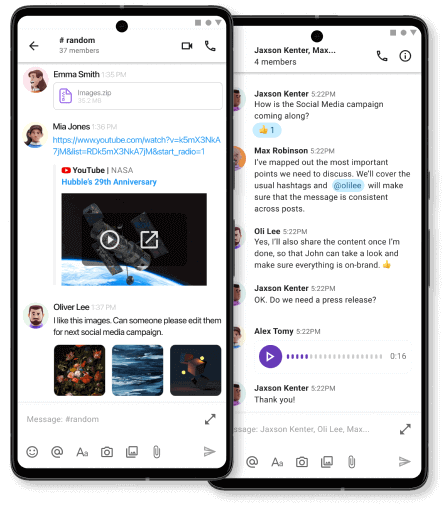 # random
37 members
Emma Smith 1:35 PM
Images.zip
33.2 MB
Mia Jones 1:36 PM
https://www.youtube.com/watch?v=k5mX3NkA
7jM&list=RDk5mX3NkA7jM&start_radio=1
YouTube | NASA
Hubble's 29th Anniversary
Oliver Lee 1:37 PM
I like this images. Can someone please edit them
for next social media campaign.
Message: #random
Aa
Jaxson Kenter, Max...
4 members
Jaxson Kenter 5:22PM
How is the Social Media campaign
coming along?
👍 1
Max Robinson 5:22PM
I've mapped out the most important
points we need to discuss. We'll cover the
usual hashtags and @olilee will make
sure that the message is consistent
across posts.
Oli Lee 5:22PM
Yes, I'll also share the content once I'm
done, so that John can take a look and
make sure everything is on-brand. 👍
Jaxson Kenter 5:22PM
OK. Do we need a press release?
Alex Tomy 5:22PM
0:16
Jaxson Kenter 5:22PM
Thank you!
ssage: Jaxson Kenter, Oli Lee, Max...
Aa